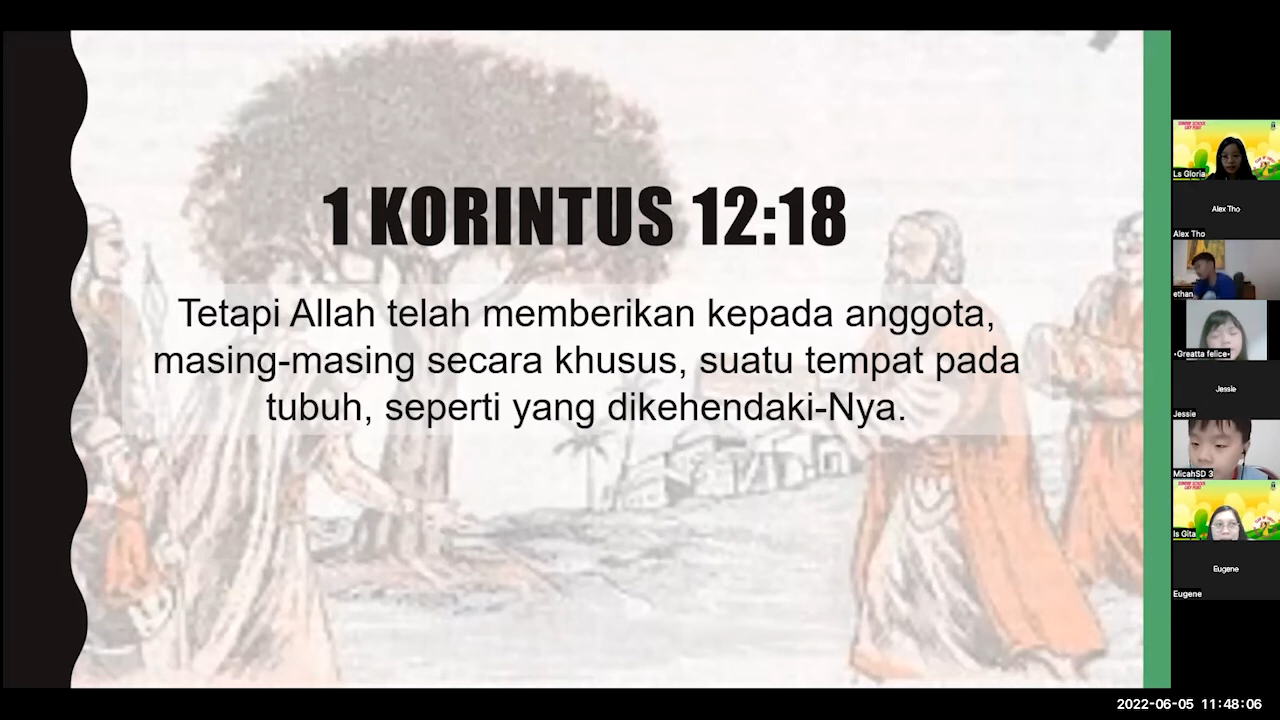 1 KORINTUS 12:18
Tetapi Allah telah memberikan kepada anggota,
masing-masing secara khusus, suatu tempat pada
tubuh, seperti yang dikehendaki-Nya.
Ls Gloria
Alex Tho
Alex Tho
ethan
•Greatta felice•
Jessie
Jessie
MicahSD 3
ls Gita
Eugene
Eugene
2022-06-05 11:48:06